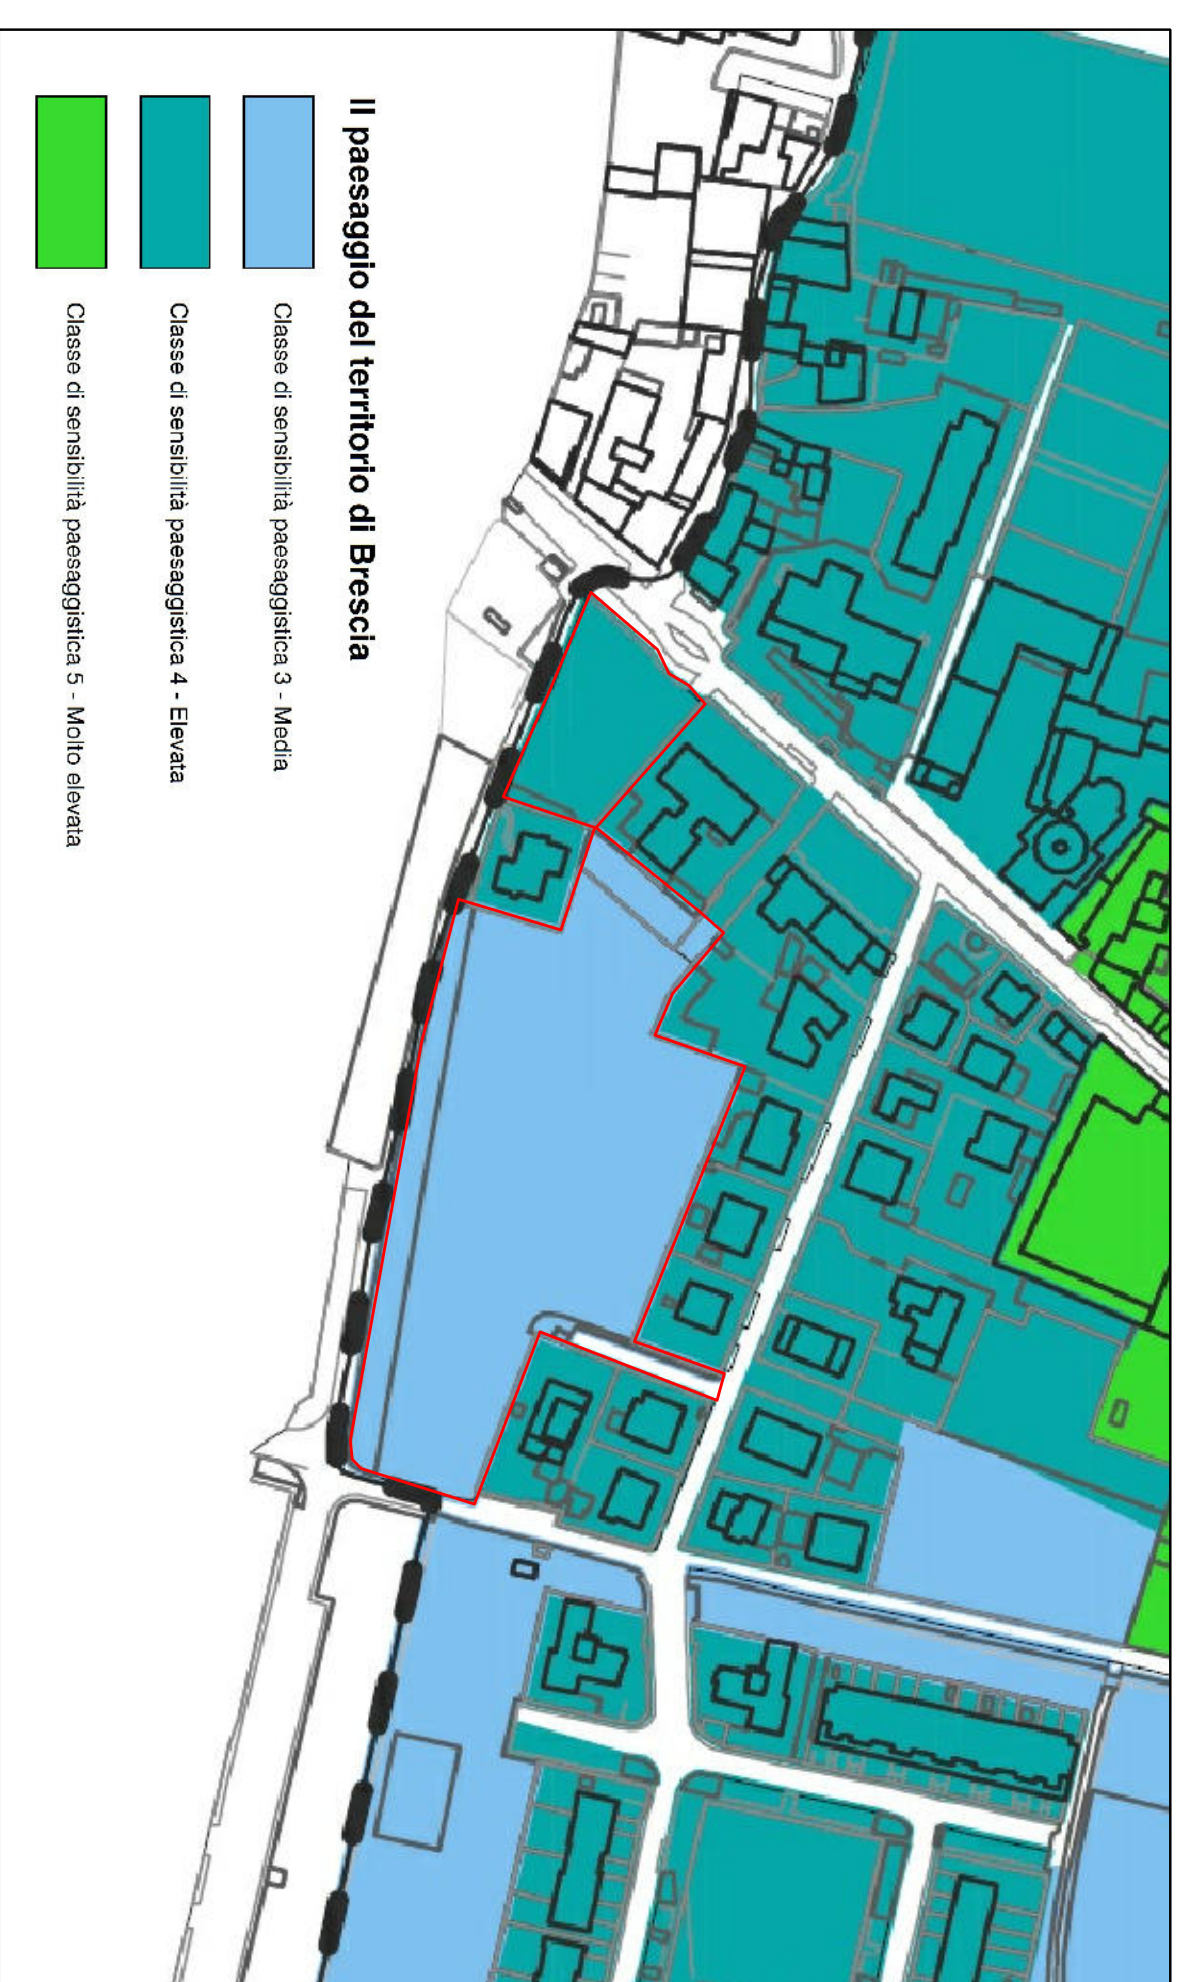 Il paesaggio del territorio di Brescia
Classe di sensibilità paesaggistica 3 - Media
Classe di sensibilità paesaggistica 4 - Elevata
Classe di sensibilità paesaggistica 5 - Molto elevata